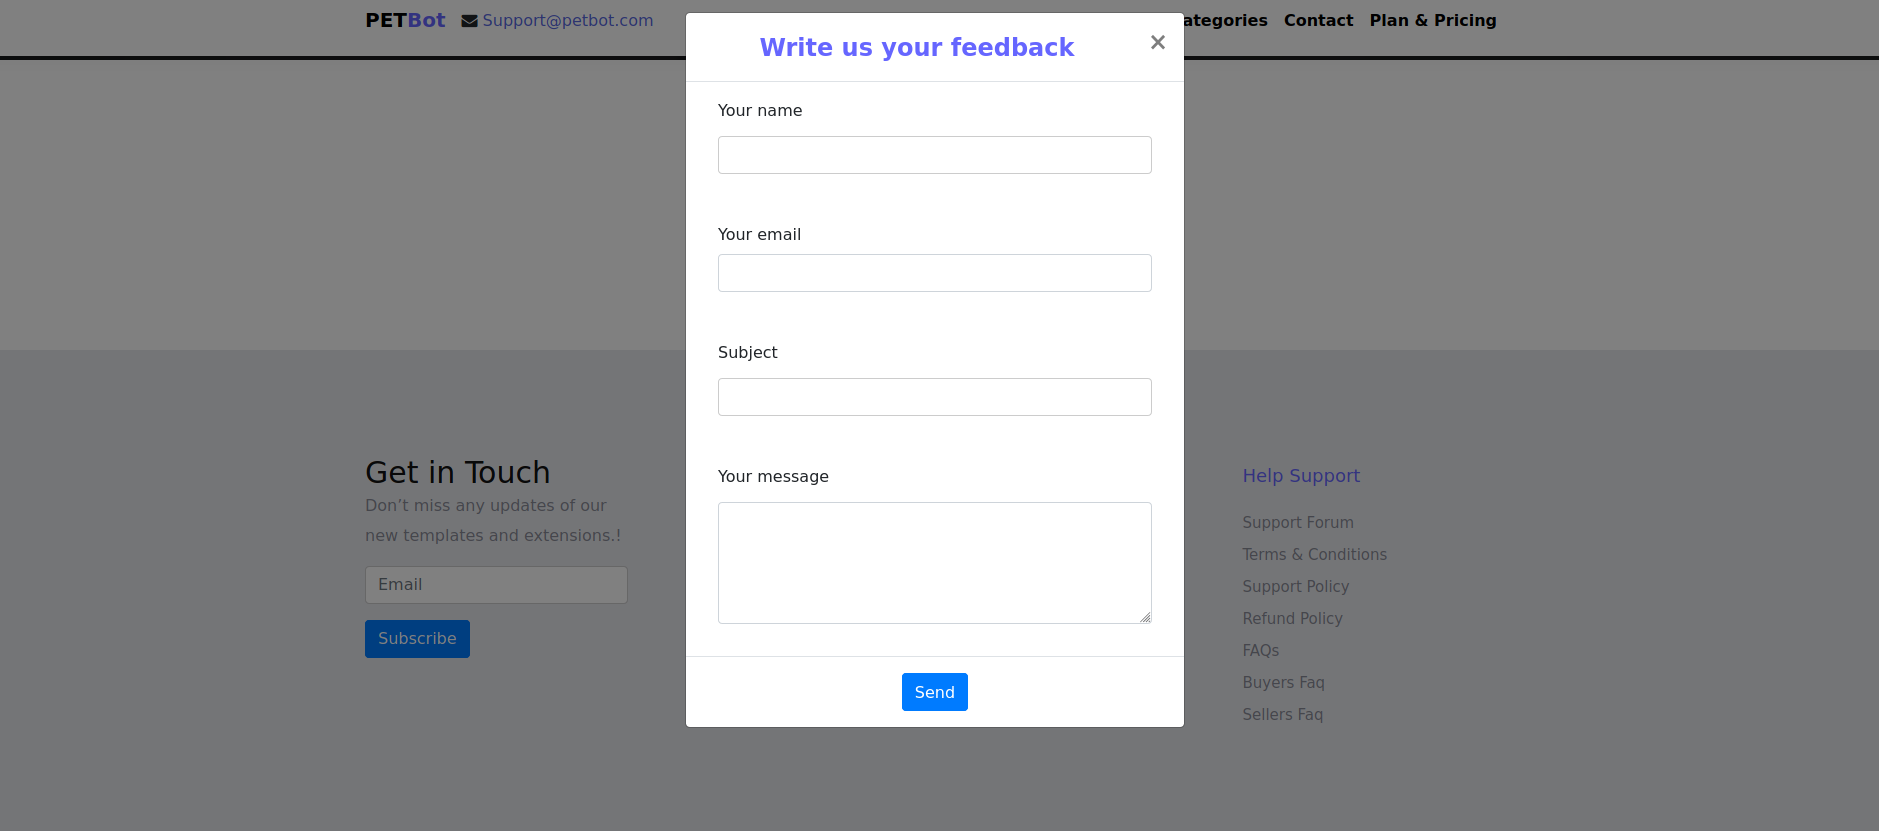 PETBot Support@petbot.com ategories Contact Plan & Pricing
Write us your feedback ×
Your name
Your email
Subject
Your message
Send
Get in Touch
Don’t miss any updates of our
new templates and extensions.!
Email
Subscribe
Help Support
Support Forum
Terms & Conditions
Support Policy
Refund Policy
FAQs
Buyers Faq
Sellers Faq